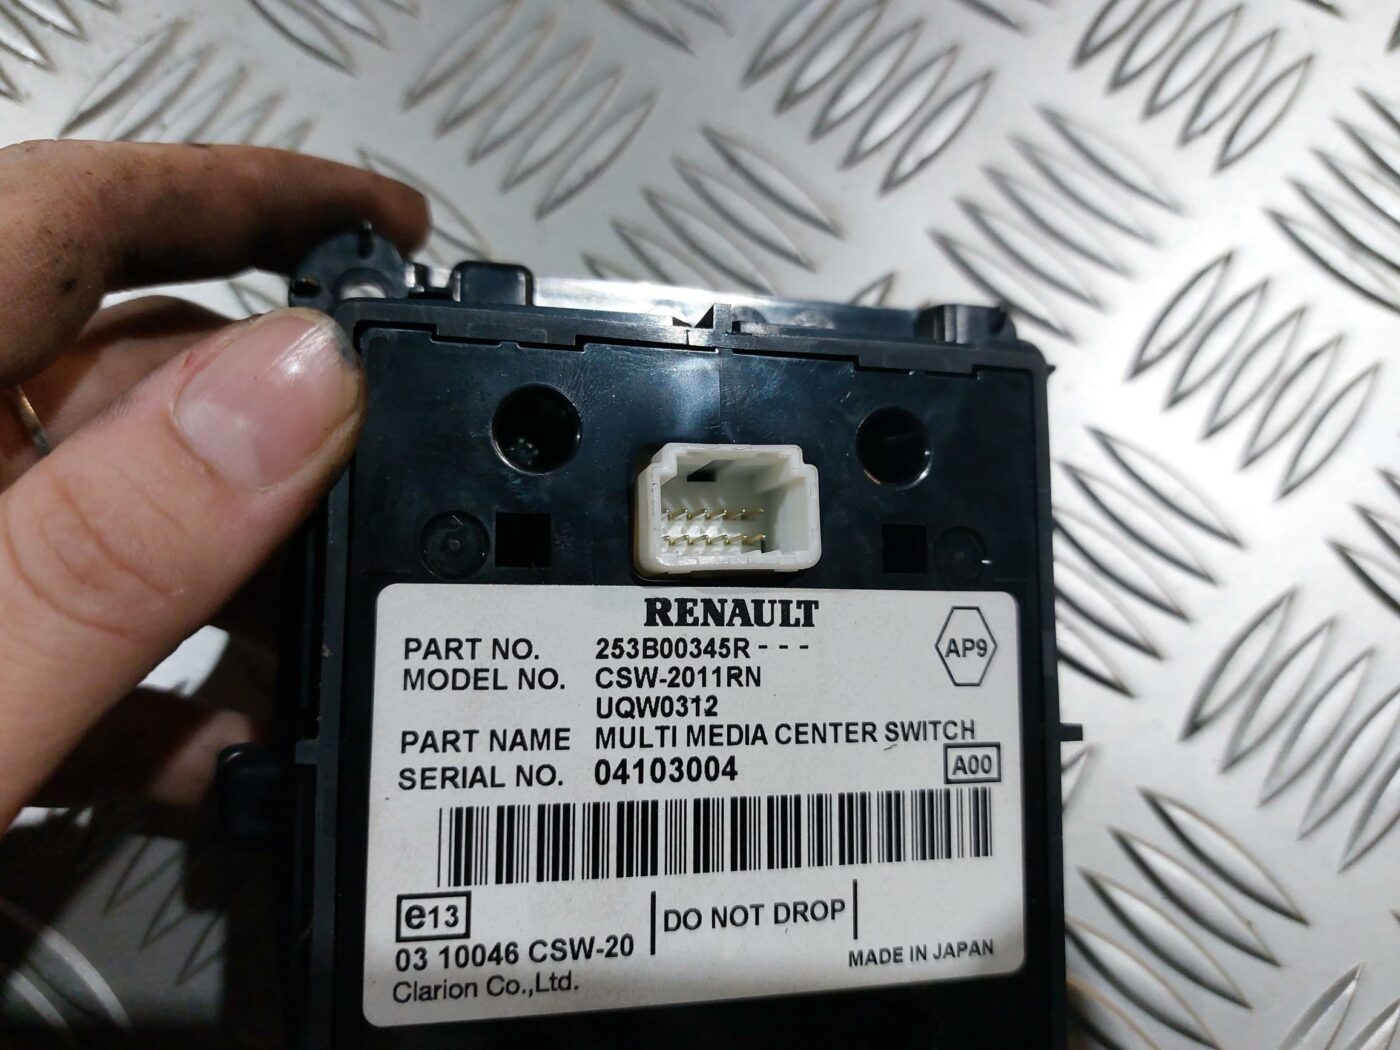 RENAULT
PART NO. 253B00345R - - -
AP9
MODEL NO. CSW-2011RN
UQW0312
PART NAME MULTI MEDIA CENTER SWITCH
SERIAL NO. 04103004
A00
e13
DO NOT DROP
03 10046 CSW-20
MADE IN JAPAN
Clarion Co.,Ltd.